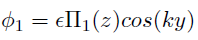 ϕ₁ = ϵΠ₁(z)cos(ky)